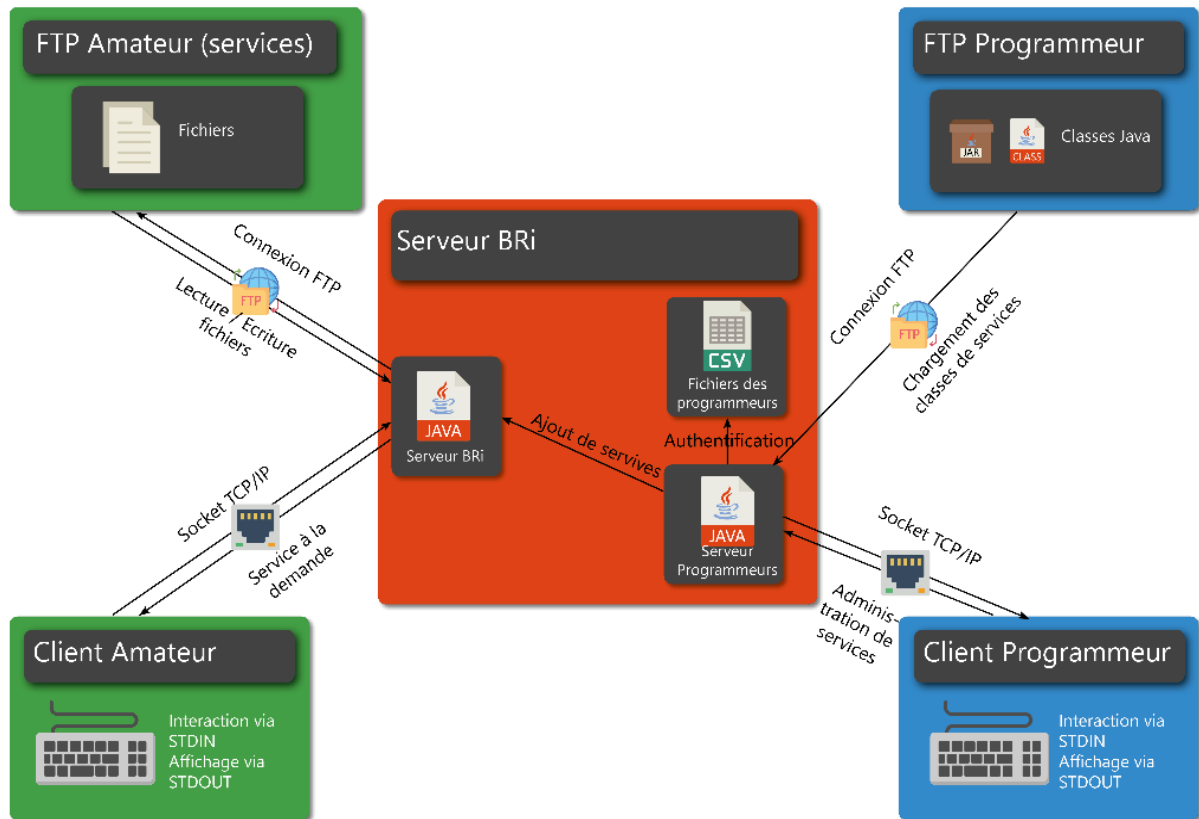 FTP Amateur (services)
Fichiers
FTP Programmeur
JAR
CLASS
Classes Java
Connexion FTP
FTP
Lecture / Ecriture
fichiers
Serveur BRi
CSV
Fichiers des
programmeurs
Connexion FTP
FTP
Chargement des
classes de services
JAVA
Serveur BRi
Ajout de servives
Authentification
JAVA
Serveur
Programmeurs
Socket TCP/IP
Service à la
demande
Socket TCP/IP
Adminis-
tration de
services
Client Amateur
Interaction via
STDIN
Affichage via
STDOUT
Client Programmeur
Interaction via
STDIN
Affichage via
STDOUT